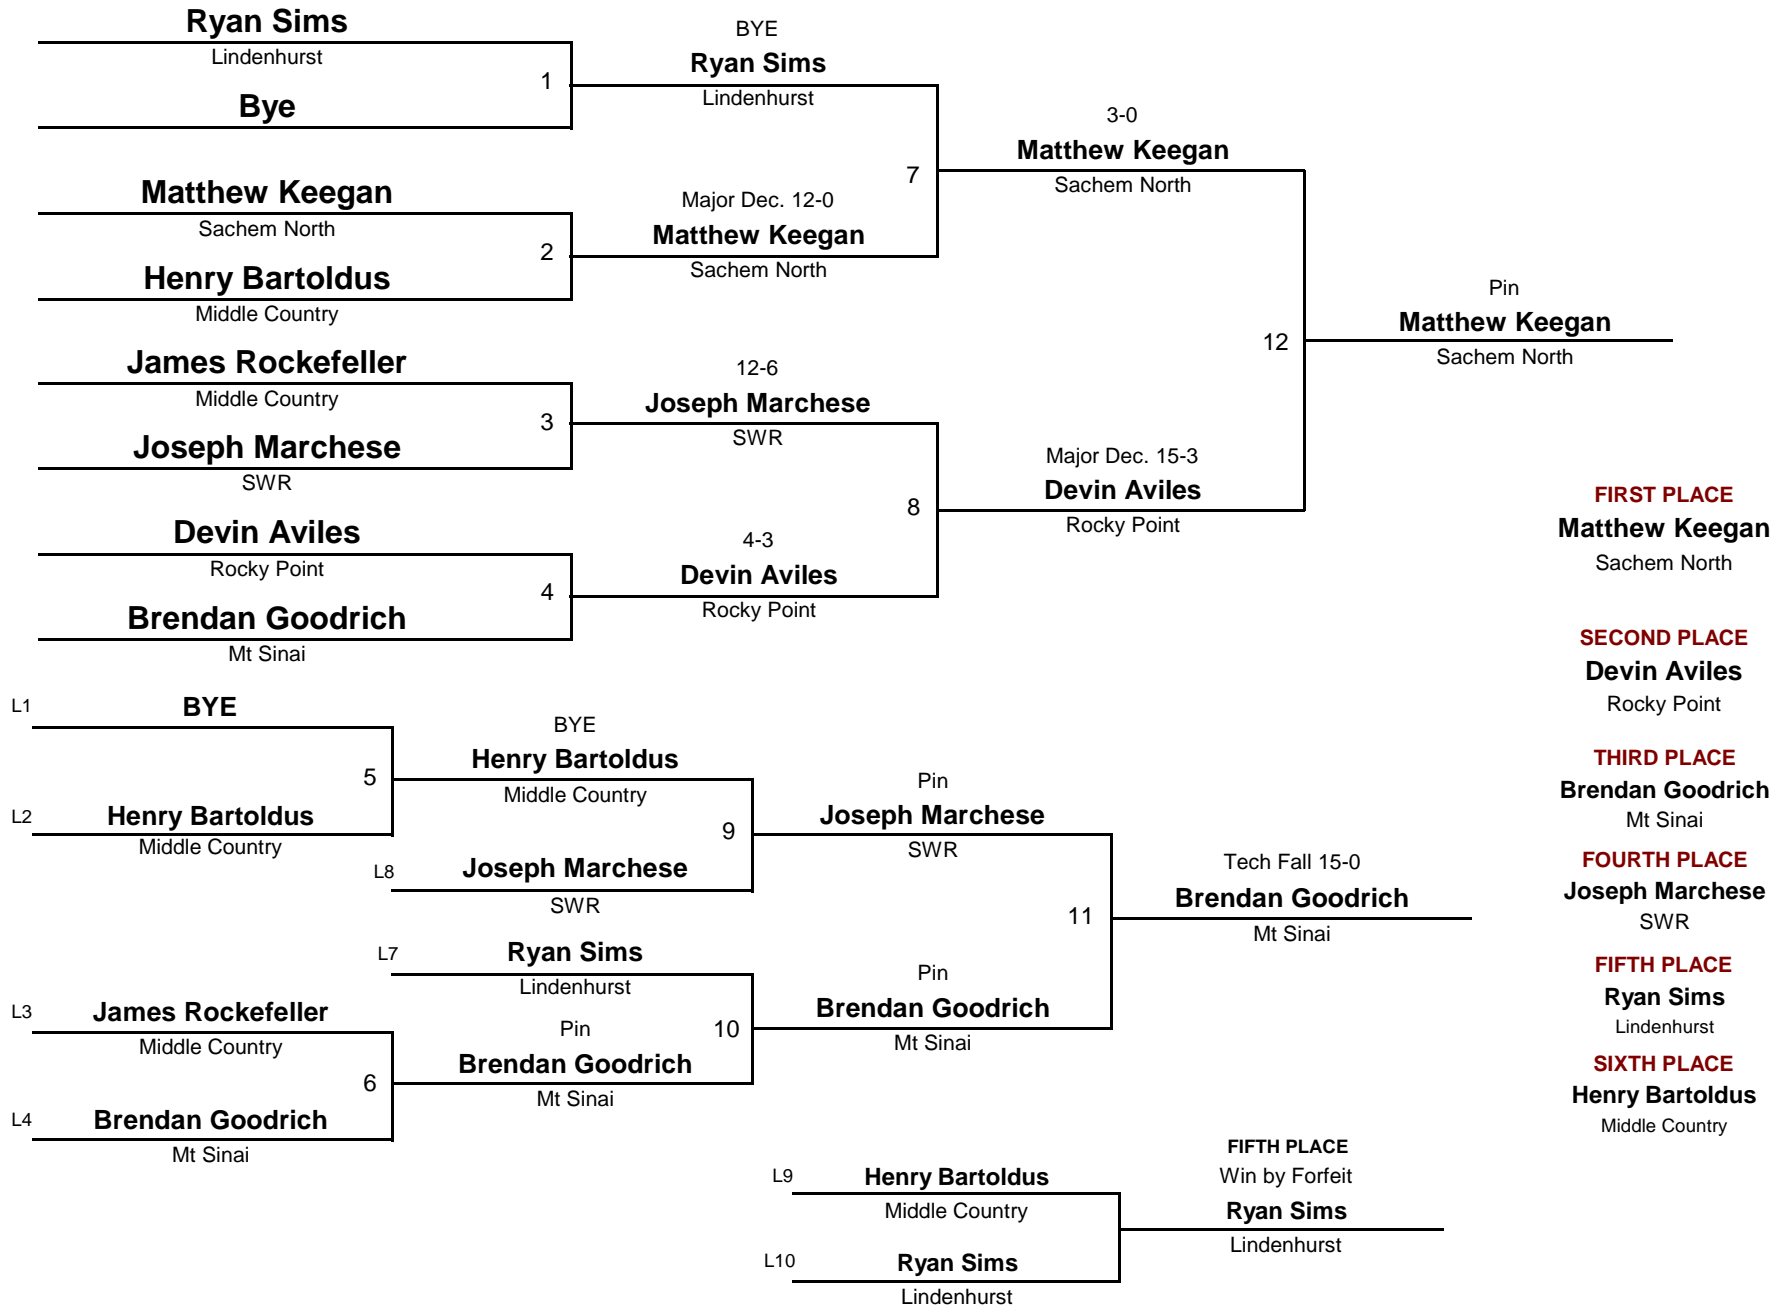 Ryan Sims
Lindenhurst
1
Bye
BYE
Ryan Sims
Lindenhurst
Matthew Keegan
Sachem North
2
Henry Bartoldus
Middle Country
Major Dec. 12-0
Matthew Keegan
Sachem North
7
3-0
Matthew Keegan
Sachem North
James Rockefeller
Middle Country
3
Joseph Marchese
SWR
12-6
Joseph Marchese
SWR
Devin Aviles
Rocky Point
4
Brendan Goodrich
Mt Sinai
4-3
Devin Aviles
Rocky Point
8
Major Dec. 15-3
Devin Aviles
Rocky Point
12
Pin
Matthew Keegan
Sachem North
L1
BYE
5
L2
Henry Bartoldus
Middle Country
BYE
Henry Bartoldus
Middle Country
9
L8
Joseph Marchese
SWR
Pin
Joseph Marchese
SWR
L7
Ryan Sims
Lindenhurst
10
L3
James Rockefeller
Middle Country
6
L4
Brendan Goodrich
Mt Sinai
Pin
Brendan Goodrich
Mt Sinai
Pin
Brendan Goodrich
Mt Sinai
11
Tech Fall 15-0
Brendan Goodrich
Mt Sinai
L9
Henry Bartoldus
Middle Country
L10
Ryan Sims
Lindenhurst
FIFTH PLACE
Win by Forfeit
Ryan Sims
Lindenhurst
FIRST PLACE
Matthew Keegan
Sachem North
SECOND PLACE
Devin Aviles
Rocky Point
THIRD PLACE
Brendan Goodrich
Mt Sinai
FOURTH PLACE
Joseph Marchese
SWR
FIFTH PLACE
Ryan Sims
Lindenhurst
SIXTH PLACE
Henry Bartoldus
Middle Country